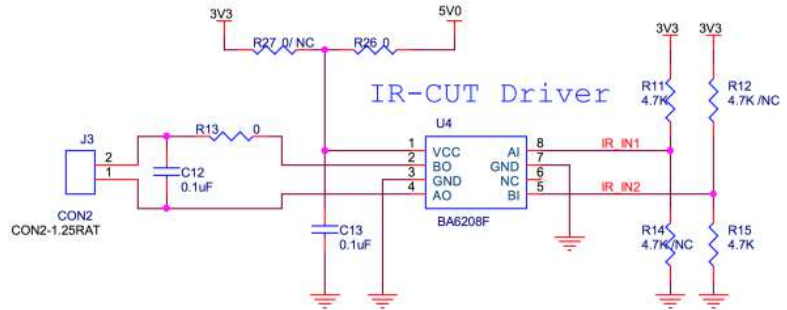 3V3
5V0
3V3
3V3
R27 0/ NC
R26 0
IR-CUT Driver
R11
4.7K
R12
4.7K /NC
U4
J3
R13
0
2
1
C12
0.1uF
1
2
3
4
VCC
BO
GND
AO
AI
GND
NC
BI
8
7
6
5
IR_IN1
IR_IN2
BA6208F
CON2
CON2-1.25RAT
C13
0.1uF
R14
4.7K/NC
R15
4.7K